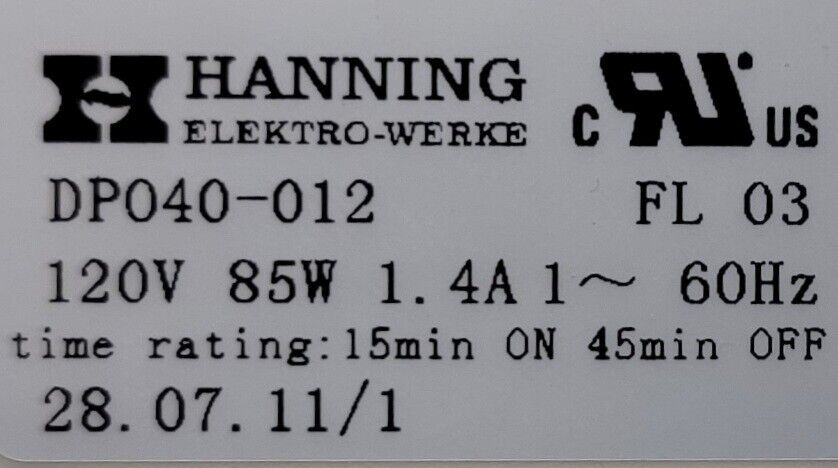 HANNING
ELEKTRO-WERKE
C RU US
DP040-012 FL 03
120V 85W 1.4A 1~ 60Hz
time rating:15min ON 45min OFF
28.07.11/1